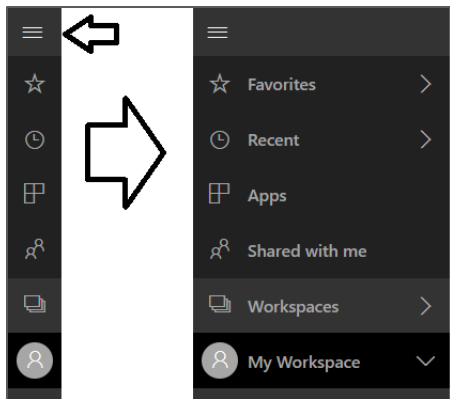 Favorites
Recent
Apps
Shared with me
Workspaces
My Workspace